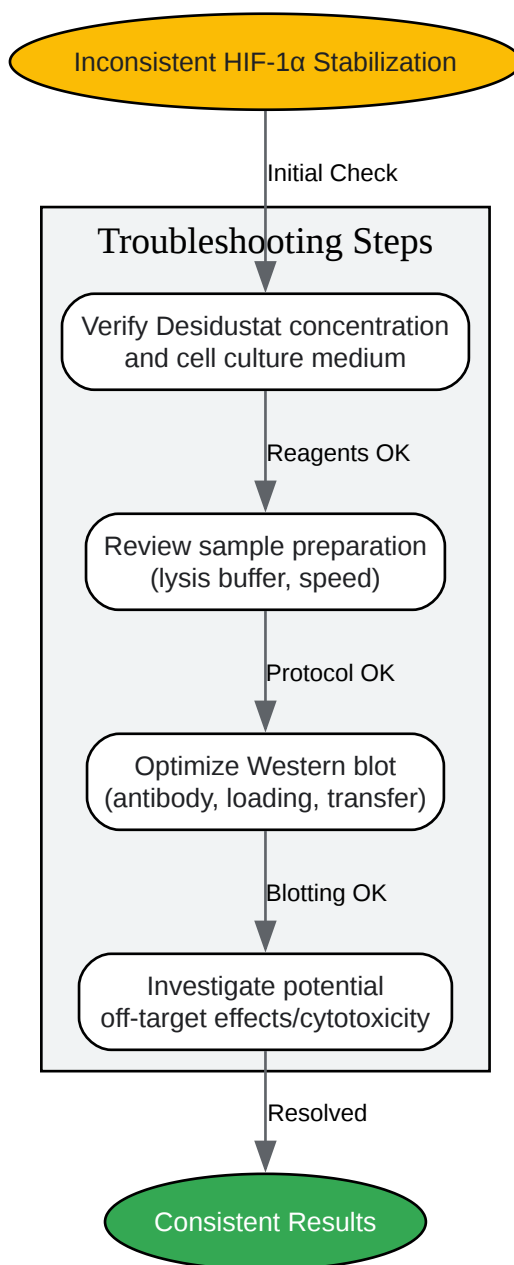 Inconsistent HIF-1α Stabilization
Initial Check
Troubleshooting Steps
Verify Desidustat concentration
and cell culture medium
Reagents OK
Review sample preparation
(lysis buffer, speed)
Protocol OK
Optimize Western blot
(antibody, loading, transfer)
Blotting OK
Investigate potential
off-target effects/cytotoxicity
Resolved
Consistent Results